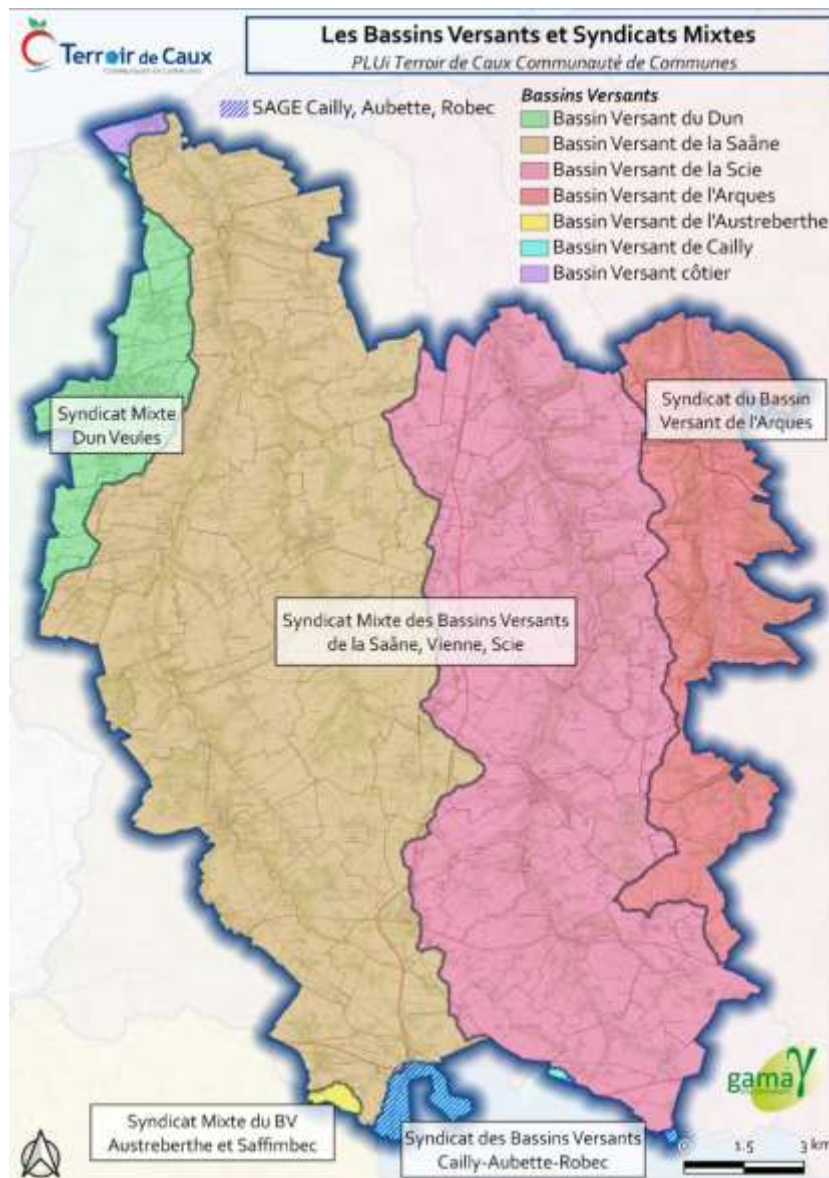 Terroir de Caux
Communauté de Communes
Les Bassins Versants et Syndicats Mixtes
PLUi Terroir de Caux Communauté de Communes
SAGE Cailly, Aubette, Robec
Bassins Versants
Bassin Versant du Dun
Bassin Versant de la Saâne
Bassin Versant de la Scie
Bassin Versant de l'Arques
Bassin Versant de l'Austreberthe
Bassin Versant de Cailly
Bassin Versant côtier
Syndicat Mixte
Dun Veules
Syndicat du Bassin
Versant de l'Arques
Syndicat Mixte des Bassins Versants
de la Saâne, Vienne, Scie
Syndicat Mixte du BV
Austreberthe et Saffimbec
Syndicat des Bassins Versants
Cailly-Aubette-Robec
gama
0 1.5 3 km